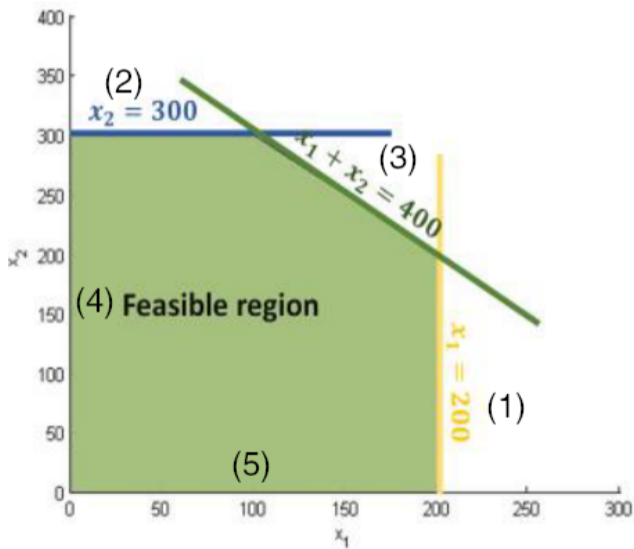 400
350
(2)
x₂ = 300
300
(3)
x₁ + x₂ = 400
250
200
x₂
(4) Feasible region
150
x₁ = 200
(1)
100
50
(5)
0
0 50 100 150 200 250 300
x₁